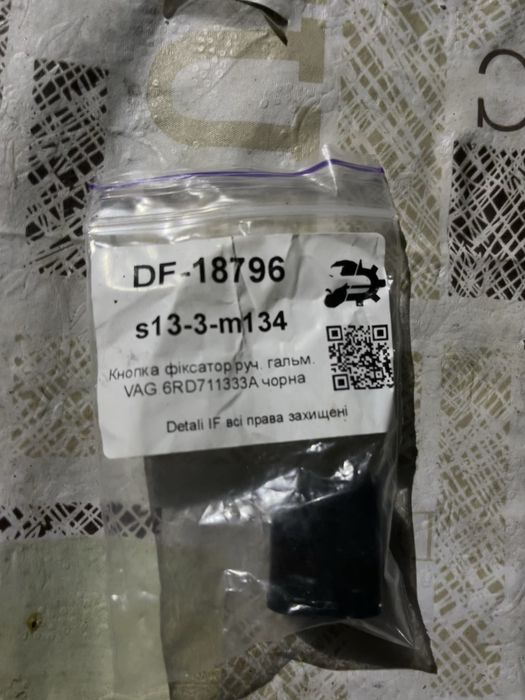 DF-18796
s13-3-m134
Кнопка фіксатор руч. гальм.
VAG 6RD711333A чорна
Detali IF всі права захищені